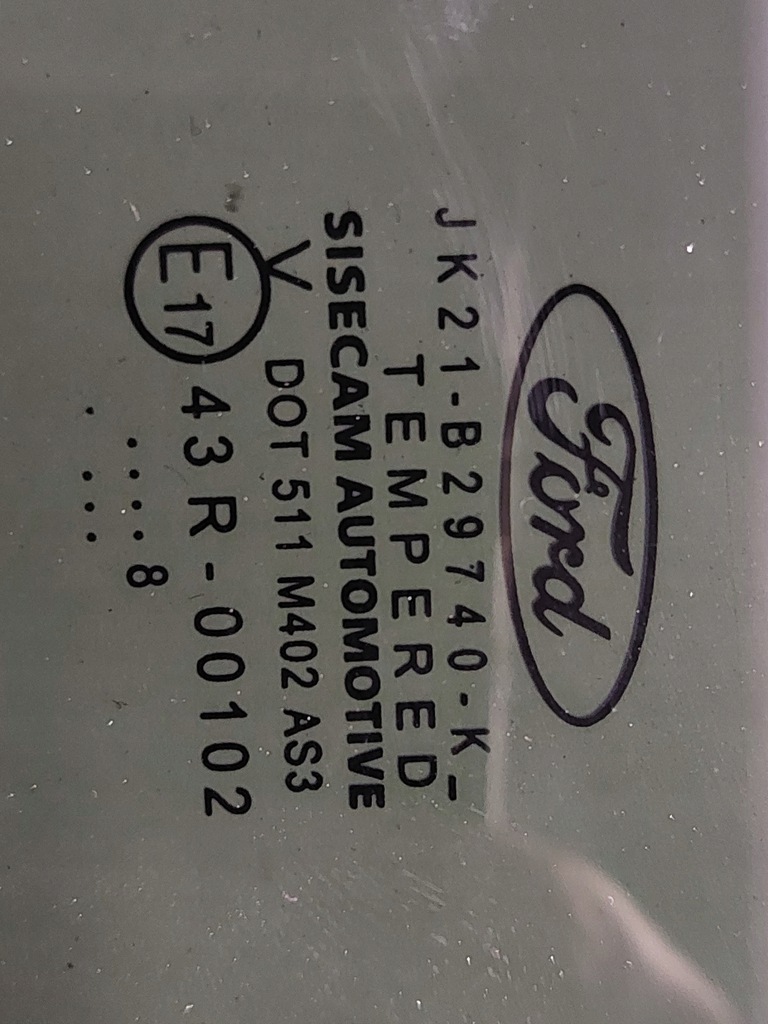 Ford
JK21-B29740-K-
TEMPERED
SISECAM AUTOMOTIVE
V DOT 511 M402 AS3
E17 43R-00102
. . . . 8
. . . .